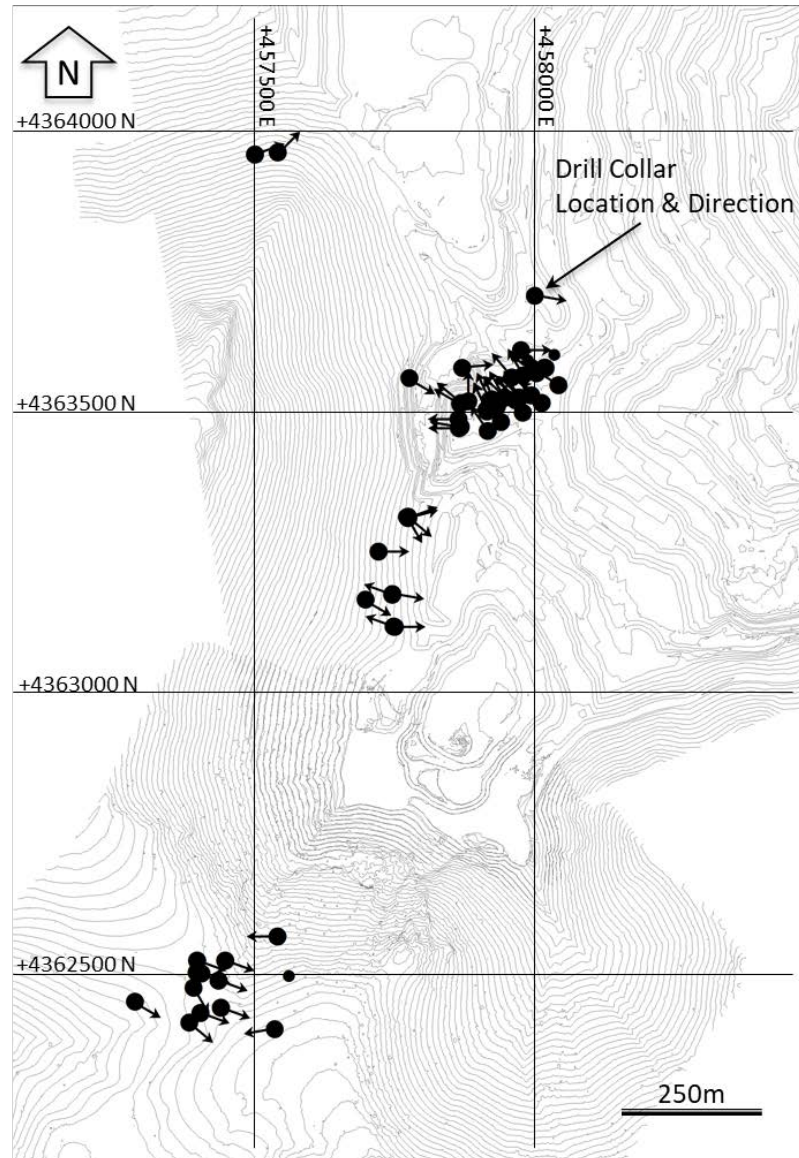 N
+457500 E
+458000 E
+4364000 N
Drill Collar
Location & Direction
+4363500 N
+4363000 N
+4362500 N
250m